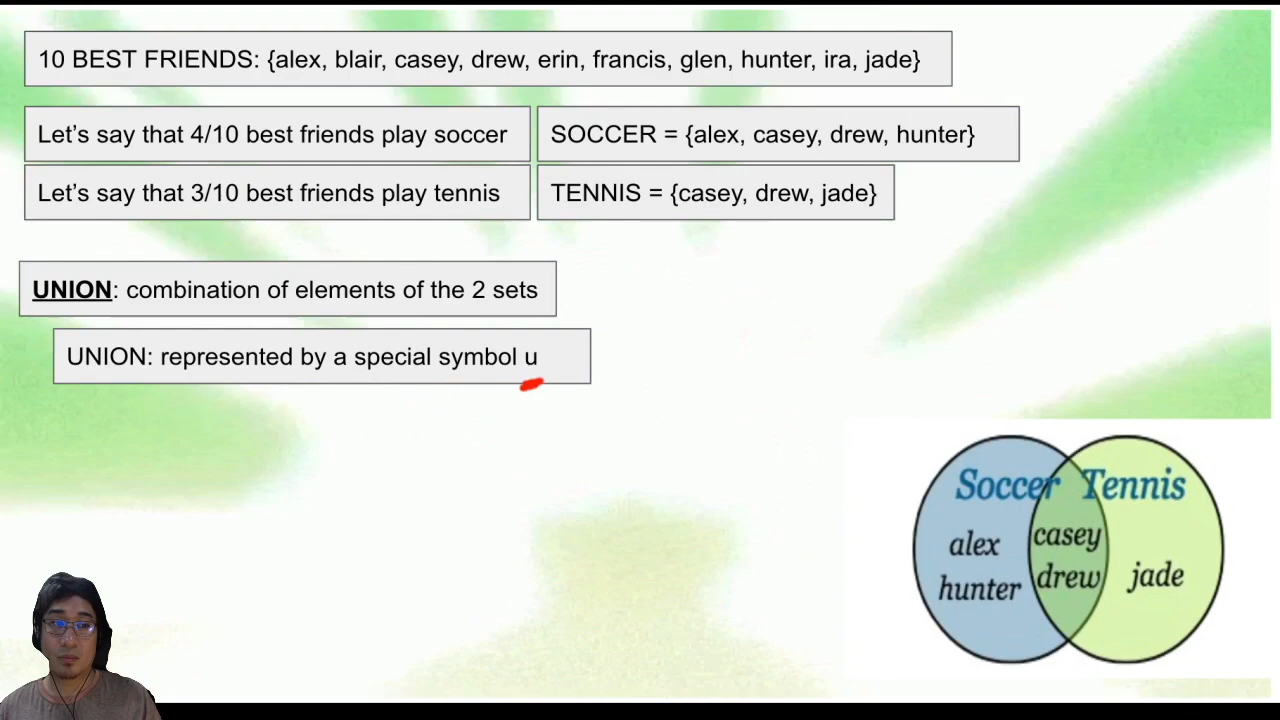 10 BEST FRIENDS: {alex, blair, casey, drew, erin, francis, glen, hunter, ira, jade}
Let’s say that 4/10 best friends play soccer
SOCCER = {alex, casey, drew, hunter}
Let’s say that 3/10 best friends play tennis
TENNIS = {casey, drew, jade}
UNION: combination of elements of the 2 sets
UNION: represented by a special symbol u
Soccer Tennis
alex
hunter
casey
drew
jade